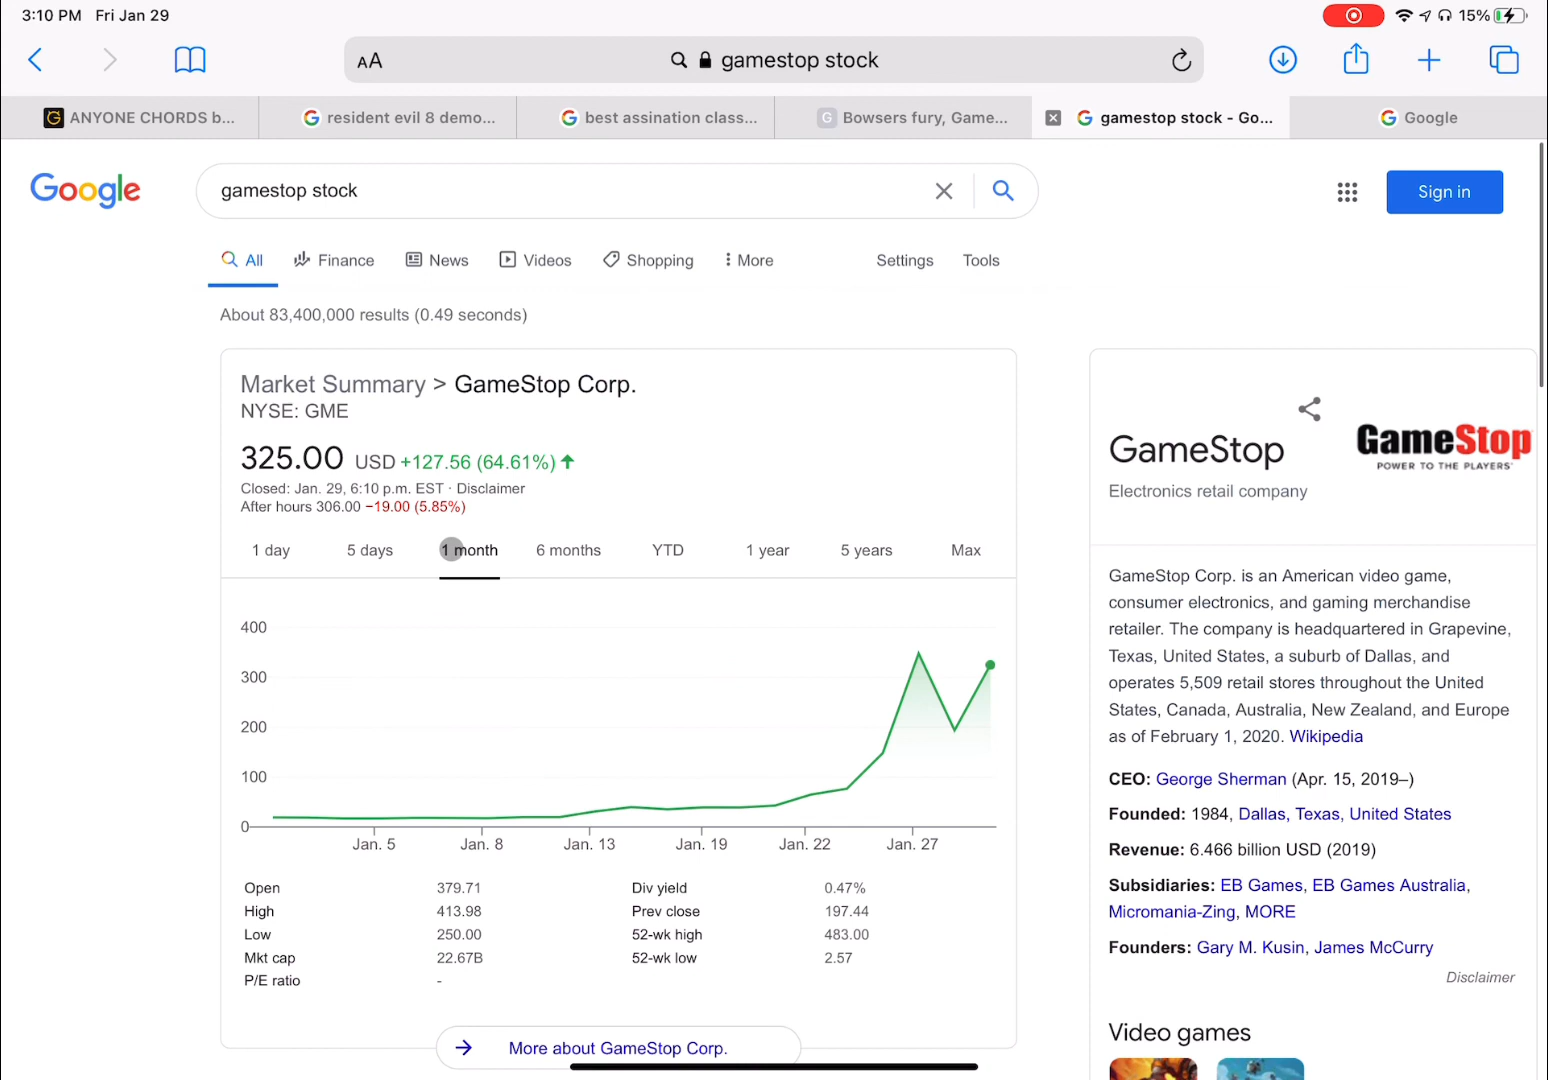 3:10 PM Fri Jan 29
15%
AA
gamestop stock
ANYONE CHORDS b...
resident evil 8 demo...
best assination class...
G Bowsers fury, Game...
gamestop stock - Go...
Google
Google
gamestop stock
Sign in
All
Finance
News
Videos
Shopping
More
Settings
Tools
About 83,400,000 results (0.49 seconds)
Market Summary > GameStop Corp.
NYSE: GME
325.00 USD +127.56 (64.61%)
Closed: Jan. 29, 6:10 p.m. EST · Disclaimer
After hours 306.00 −19.00 (5.85%)
1 day 5 days 1 month 6 months YTD 1 year 5 years Max
400
300
200
100
0
Jan. 5 Jan. 8 Jan. 13 Jan. 19 Jan. 22 Jan. 27
Open 379.71 Div yield 0.47%
High 413.98 Prev close 197.44
Low 250.00 52-wk high 483.00
Mkt cap 22.67B 52-wk low 2.57
P/E ratio -
More about GameStop Corp.
GameStop
GameStop
POWER TO THE PLAYERS
Electronics retail company
GameStop Corp. is an American video game,
consumer electronics, and gaming merchandise
retailer. The company is headquartered in Grapevine,
Texas, United States, a suburb of Dallas, and
operates 5,509 retail stores throughout the United
States, Canada, Australia, New Zealand, and Europe
as of February 1, 2020. Wikipedia
CEO: George Sherman (Apr. 15, 2019–)
Founded: 1984, Dallas, Texas, United States
Revenue: 6.466 billion USD (2019)
Subsidiaries: EB Games, EB Games Australia,
Micromania-Zing, MORE
Founders: Gary M. Kusin, James McCurry
Disclaimer
Video games